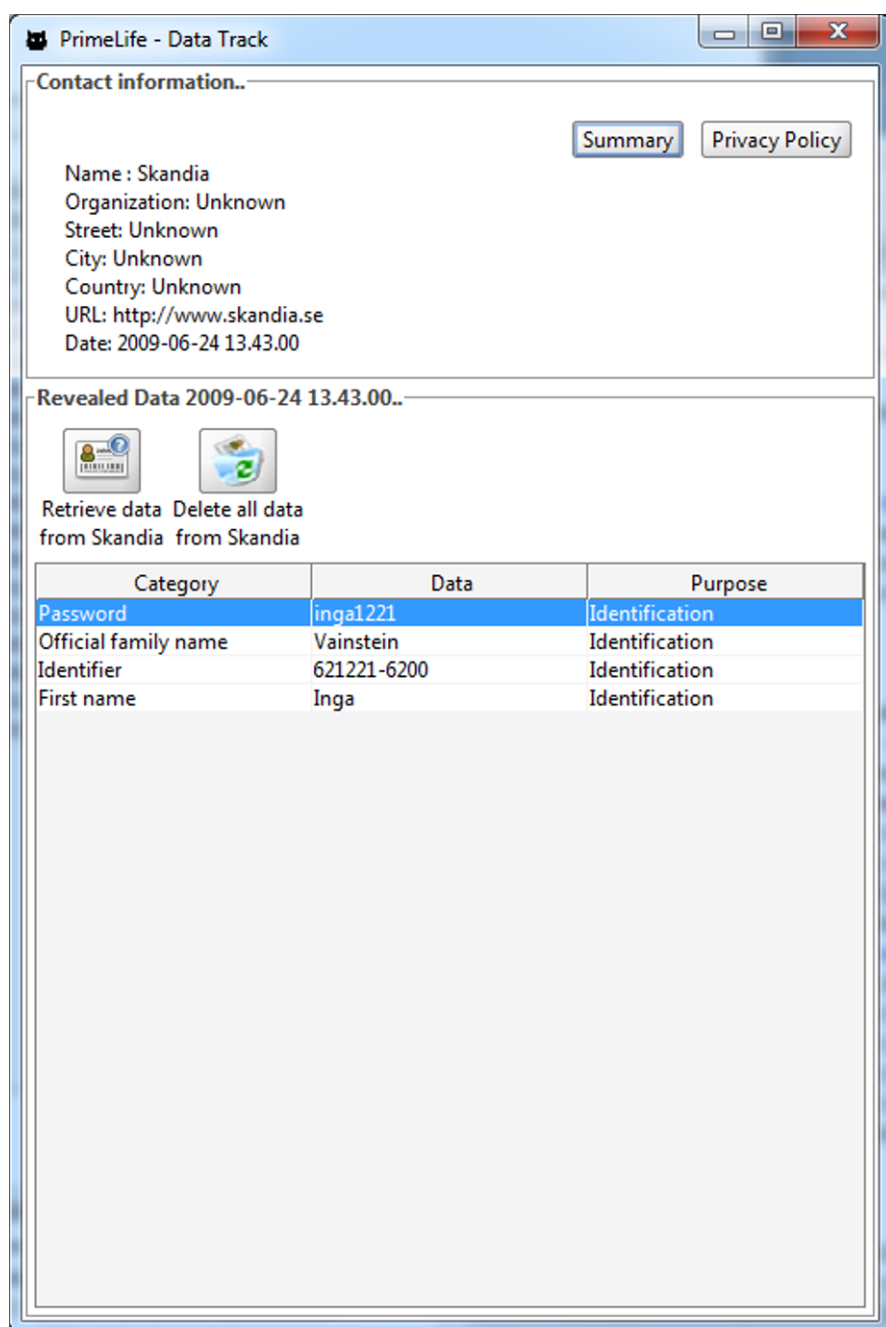 PrimeLife - Data Track
Contact information..
Summary Privacy Policy
Name : Skandia
Organization: Unknown
Street: Unknown
City: Unknown
Country: Unknown
URL: http://www.skandia.se
Date: 2009-06-24 13.43.00
Revealed Data 2009-06-24 13.43.00..
Retrieve data Delete all data
from Skandia from Skandia
Category Data Purpose
Password inga1221 Identification
Official family name Vainstein Identification
Identifier 621221-6200 Identification
First name Inga Identification